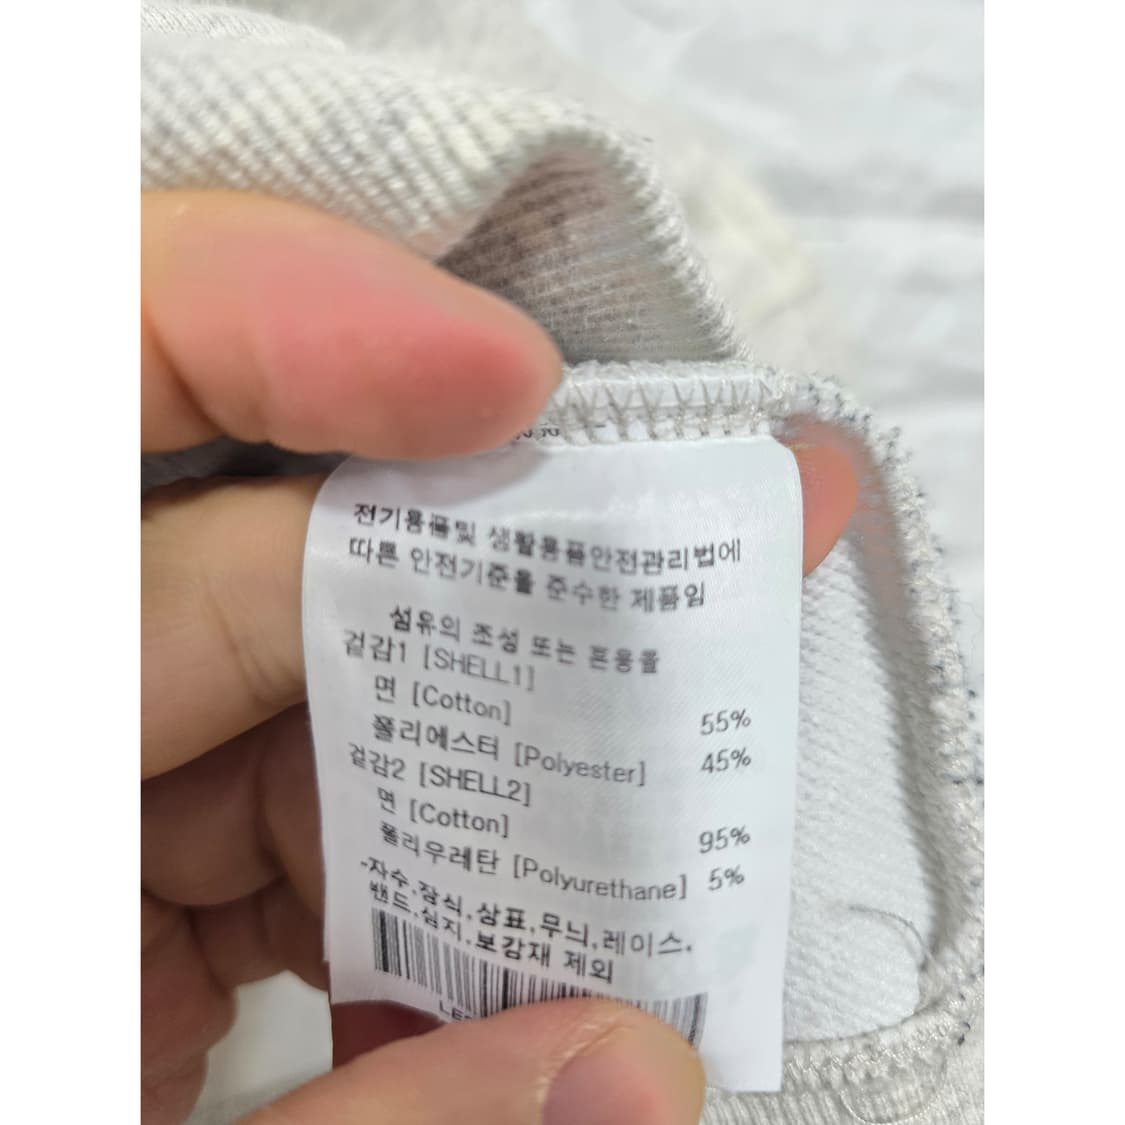 전기용품및 생활용품안전관리법에
따른 안전기준을 준수한 제품임
섬유의 조성 또는 혼용률
겉감1 [SHELL1]
면 [Cotton] 55%
폴리에스터 [Polyester] 45%
겉감2 [SHELL2]
면 [Cotton] 95%
폴리우레탄 [Polyurethane] 5%
-자수.장식.상표.무늬.레이스.
밴드.심지.보강재 제외